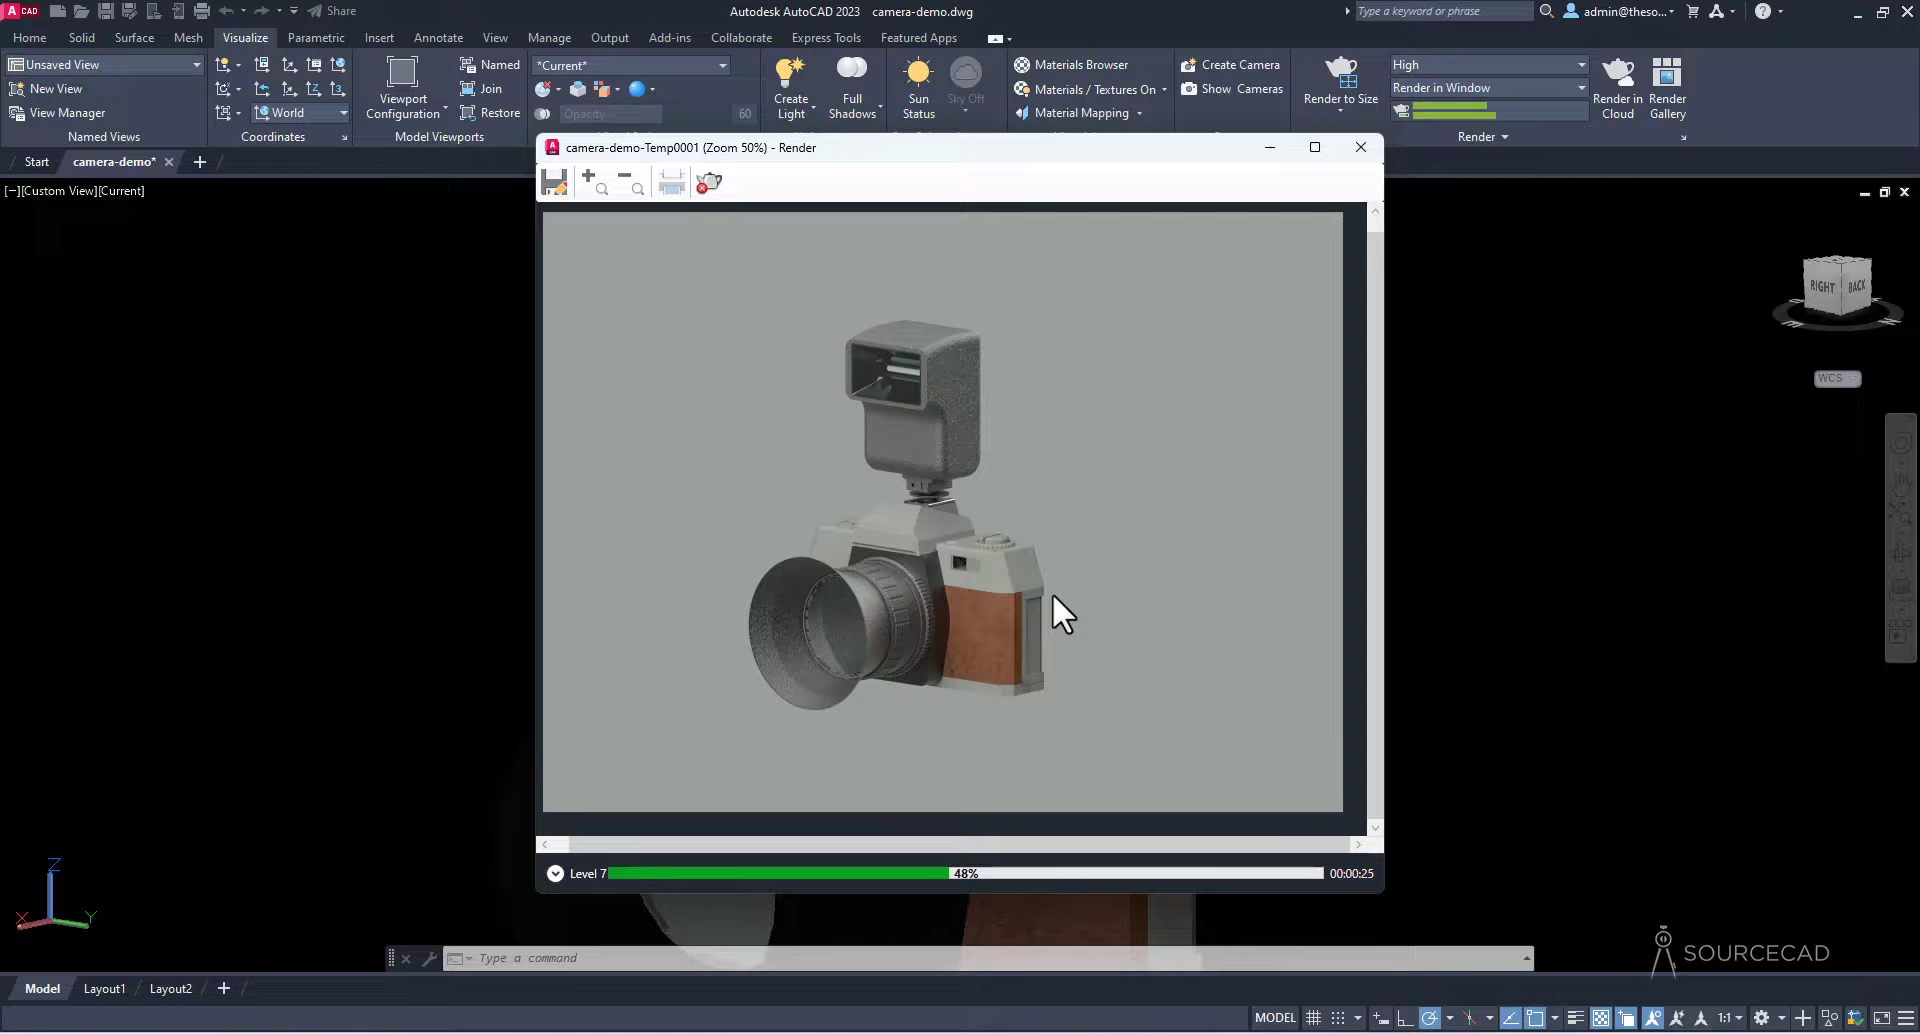 A CAD Share Autodesk AutoCAD 2023 camera-demo.dwg Type a keyword or phrase admin@theso...
Home Solid Surface Mesh Visualize Parametric Insert Annotate View Manage Output Add-ins Collaborate Express Tools Featured Apps
Unsaved View
New View
View Manager
Named Views
World
Coordinates
Viewport
Configuration
Named
Join
Restore
Model Viewports
*Current*
Opacity 60
Create
Light
Full
Shadows
Sun
Status
Sky Off
Materials Browser
Materials / Textures On
Material Mapping
Create Camera
Show Cameras
Render to Size
High
Render in Window
Render in
Cloud
Render
Gallery
Render
Start camera-demo*
[−][Custom View][Current]
camera-demo-Temp0001 (Zoom 50%) - Render
RIGHT BACK
WCS
Level 7 48% 00:00:25
Z
X Y
Type a command
SOURCECAD
Model Layout1 Layout2
MODEL 1:1